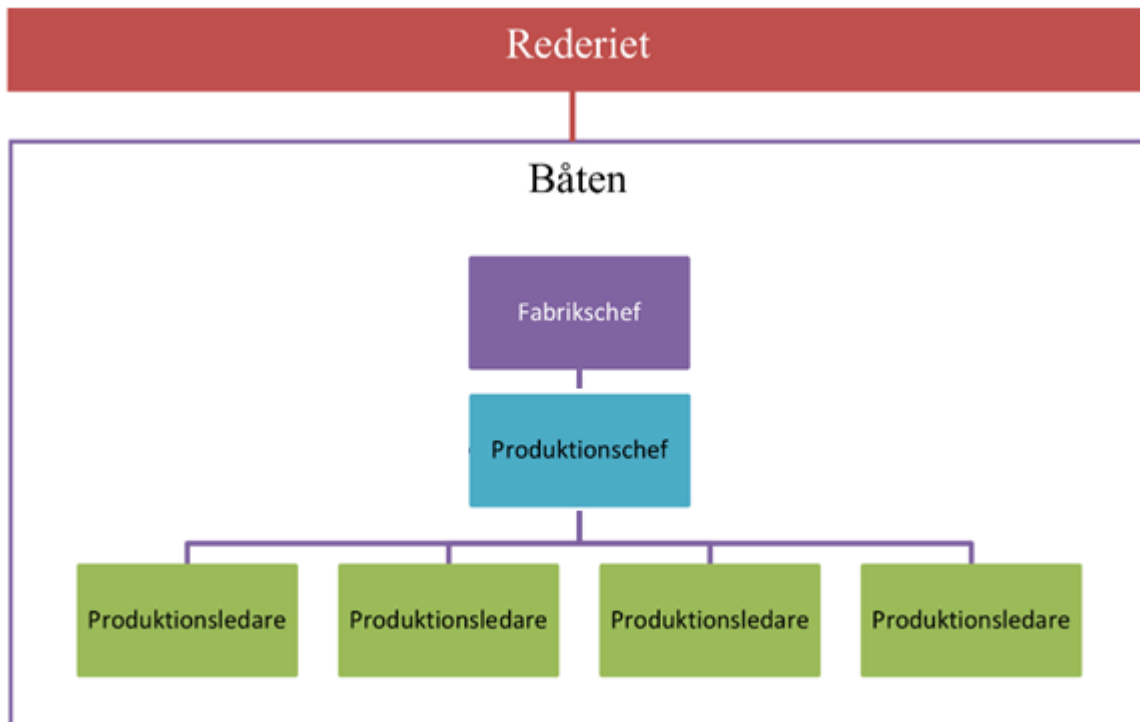 Rederiet
Båten
Fabrikschef
Produktionschef
Produktionsledare
Produktionsledare
Produktionsledare
Produktionsledare